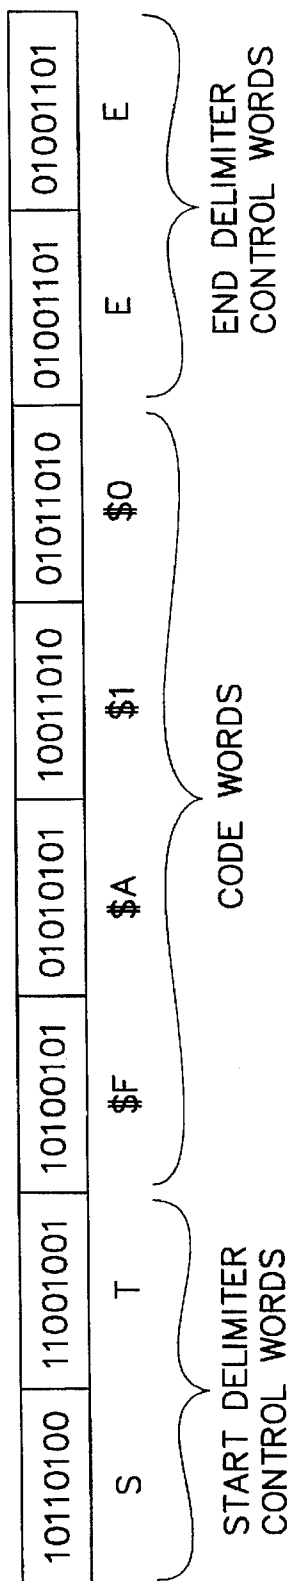 10110100 11001001 10100101 01010101 10011010 01011010 01001101 01001101
S T $F $A $1 $0 E E
START DELIMITER
CONTROL WORDS
CODE WORDS
END DELIMITER
CONTROL WORDS